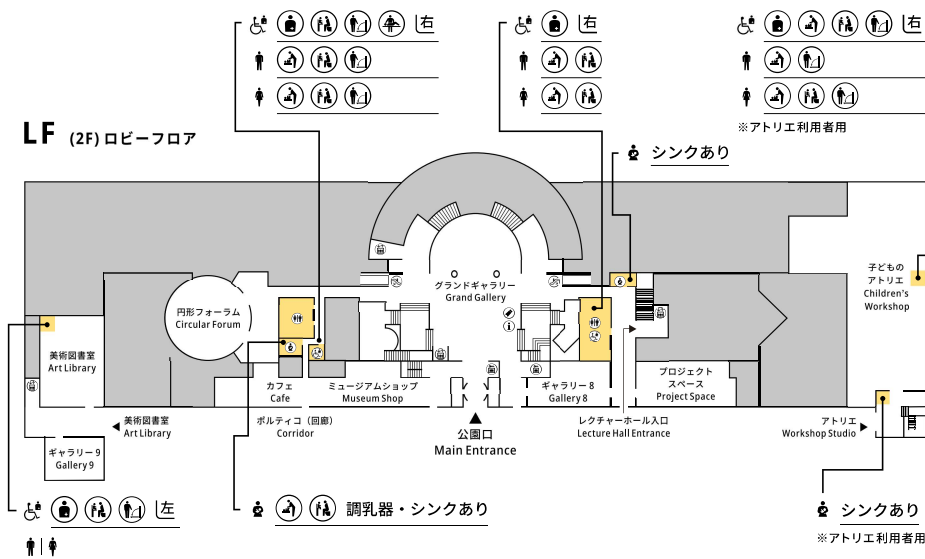 右
右
右
※アトリエ利用者用
LF (2F) ロビーフロア
シンクあり
グランドギャラリー
Grand Gallery
子どもの
アトリエ
Children's
Workshop
円形フォーラム
Circular Forum
美術図書室
Art Library
カフェ
Cafe
ミュージアムショップ
Museum Shop
ギャラリー 8
Gallery 8
プロジェクト
スペース
Project Space
美術図書室
Art Library
ポルティコ（回廊）
Corridor
公園口
Main Entrance
レクチャーホール入口
Lecture Hall Entrance
アトリエ
Workshop Studio
ギャラリー 9
Gallery 9
左
調乳器・シンクあり
シンクあり
※アトリエ利用者用